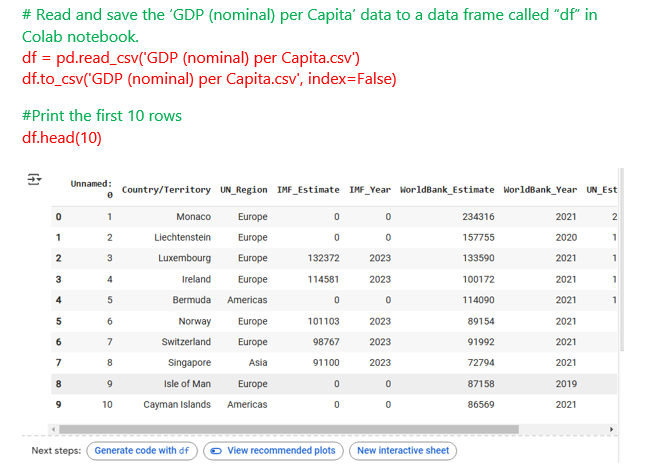 # Read and save the ‘GDP (nominal) per Capita’ data to a data frame called “df” in
Colab notebook.
df = pd.read_csv('GDP (nominal) per Capita.csv')
df.to_csv('GDP (nominal) per Capita.csv', index=False)
#Print the first 10 rows
df.head(10)
Unnamed: 0 Country/Territory UN_Region IMF_Estimate IMF_Year WorldBank_Estimate WorldBank_Year UN_Est
0 1 Monaco Europe 0 0 234316 2021 2
1 2 Liechtenstein Europe 0 0 157755 2020 1
2 3 Luxembourg Europe 132372 2023 133590 2021 1
3 4 Ireland Europe 114581 2023 100172 2021 1
4 5 Bermuda Americas 0 0 114090 2021 1
5 6 Norway Europe 101103 2023 89154 2021
6 7 Switzerland Europe 98767 2023 91992 2021
7 8 Singapore Asia 91100 2023 72794 2021
8 9 Isle of Man Europe 0 0 87158 2019
9 10 Cayman Islands Americas 0 0 86569 2021
Next steps: Generate code with df View recommended plots New interactive sheet